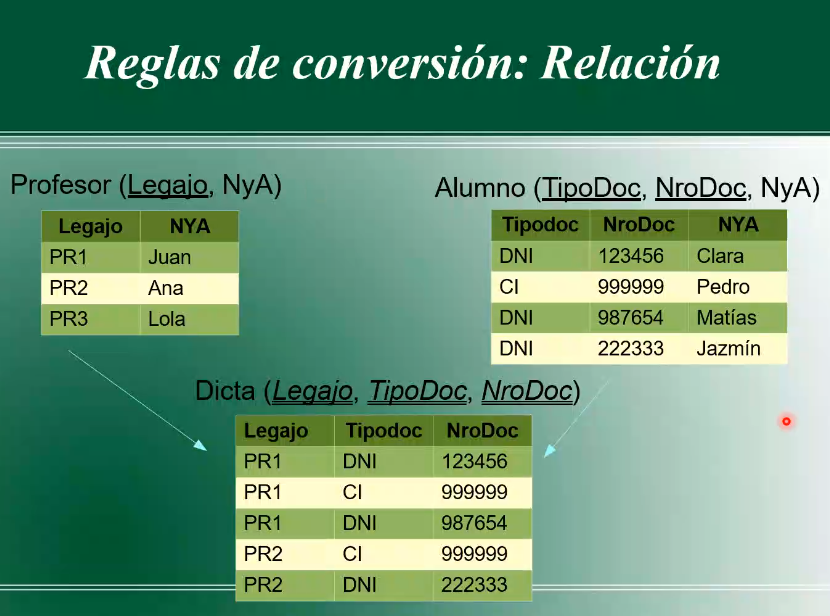 Reglas de conversión: Relación
Profesor (Legajo, NyA)
Legajo NYA
PR1 Juan
PR2 Ana
PR3 Lola
Alumno (TipoDoc, NroDoc, NyA)
Tipodoc NroDoc NYA
DNI 123456 Clara
CI 999999 Pedro
DNI 987654 Matías
DNI 222333 Jazmín
Dicta (Legajo, TipoDoc, NroDoc)
Legajo Tipodoc NroDoc
PR1 DNI 123456
PR1 CI 999999
PR1 DNI 987654
PR2 CI 999999
PR2 DNI 222333